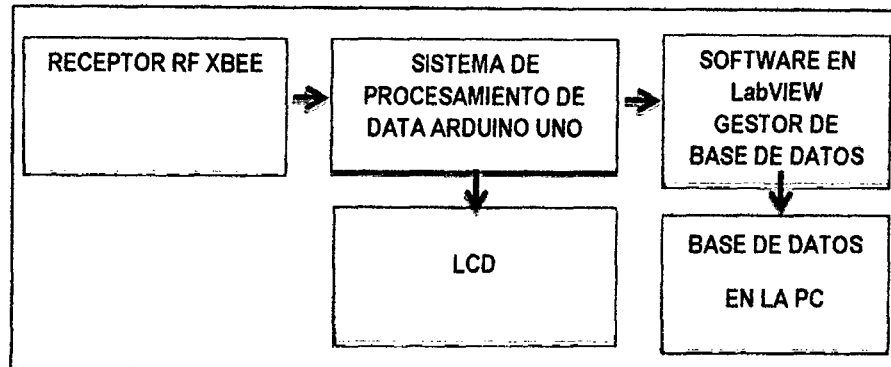 RECEPTOR RF XBEE
SISTEMA DE
PROCESAMIENTO DE
DATA ARDUINO UNO
SOFTWARE EN
LabVIEW
GESTOR DE
BASE DE DATOS
LCD
BASE DE DATOS
EN LA PC